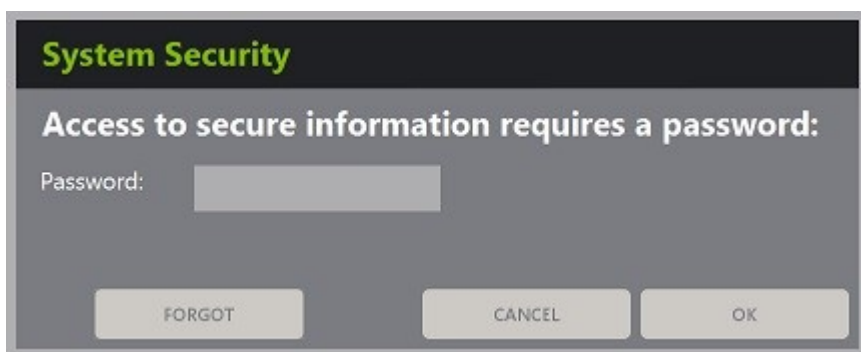 System Security
Access to secure information requires a password:
Password:
FORGOT CANCEL OK